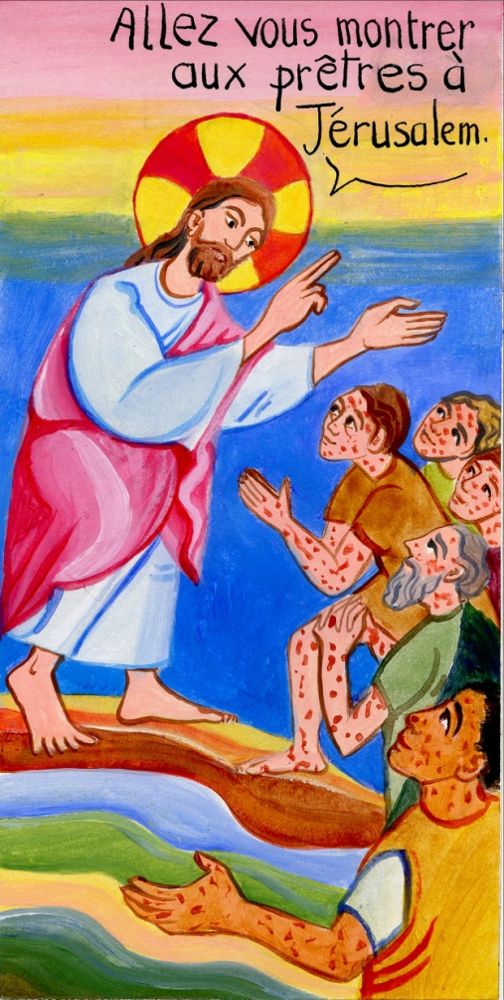 Allez vous montrer
aux prêtres à
Jérusalem.